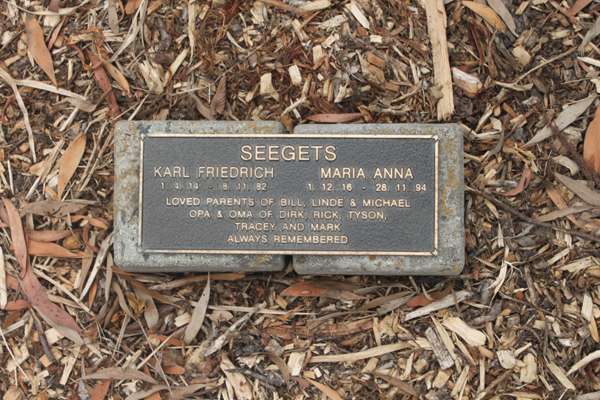 SEEGETS
KARL FRIEDRICH MARIA ANNA
1. 4. 14 - 8. 11. 82 1. 12. 16 - 28. 11. 94
LOVED PARENTS OF BILL, LINDE & MICHAEL
OPA & OMA OF DIRK, RICK, TYSON,
TRACEY AND MARK
ALWAYS REMEMBERED